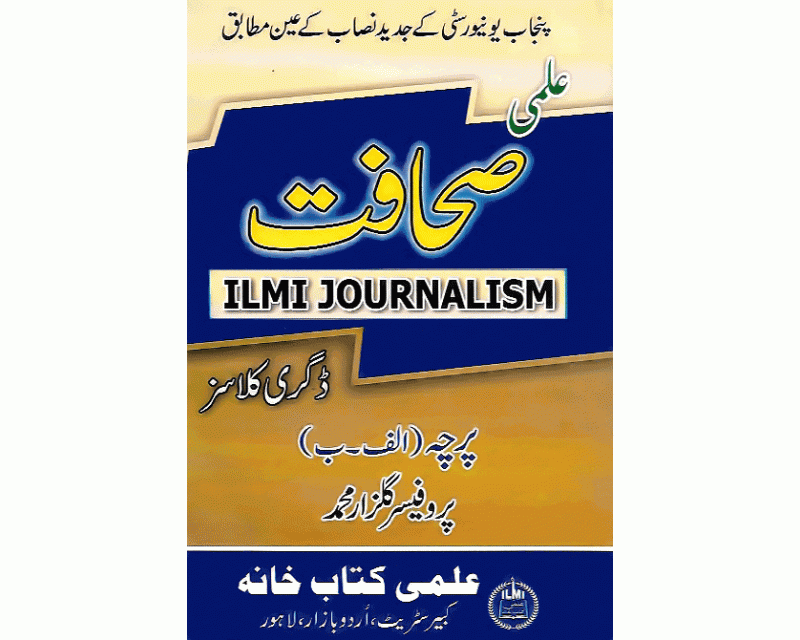 پنجاب یونیورسٹی کے جدید نصاب کے عین مطابق
علمی
صحافت
ILMI JOURNALISM
ڈگری کلاسز
پرچہ (الف ۔ ب)
پروفیسر گلزار محمد
علمی کتاب خانہ
کبیر سٹریٹ، اُردو بازار، لاہور
ILMI